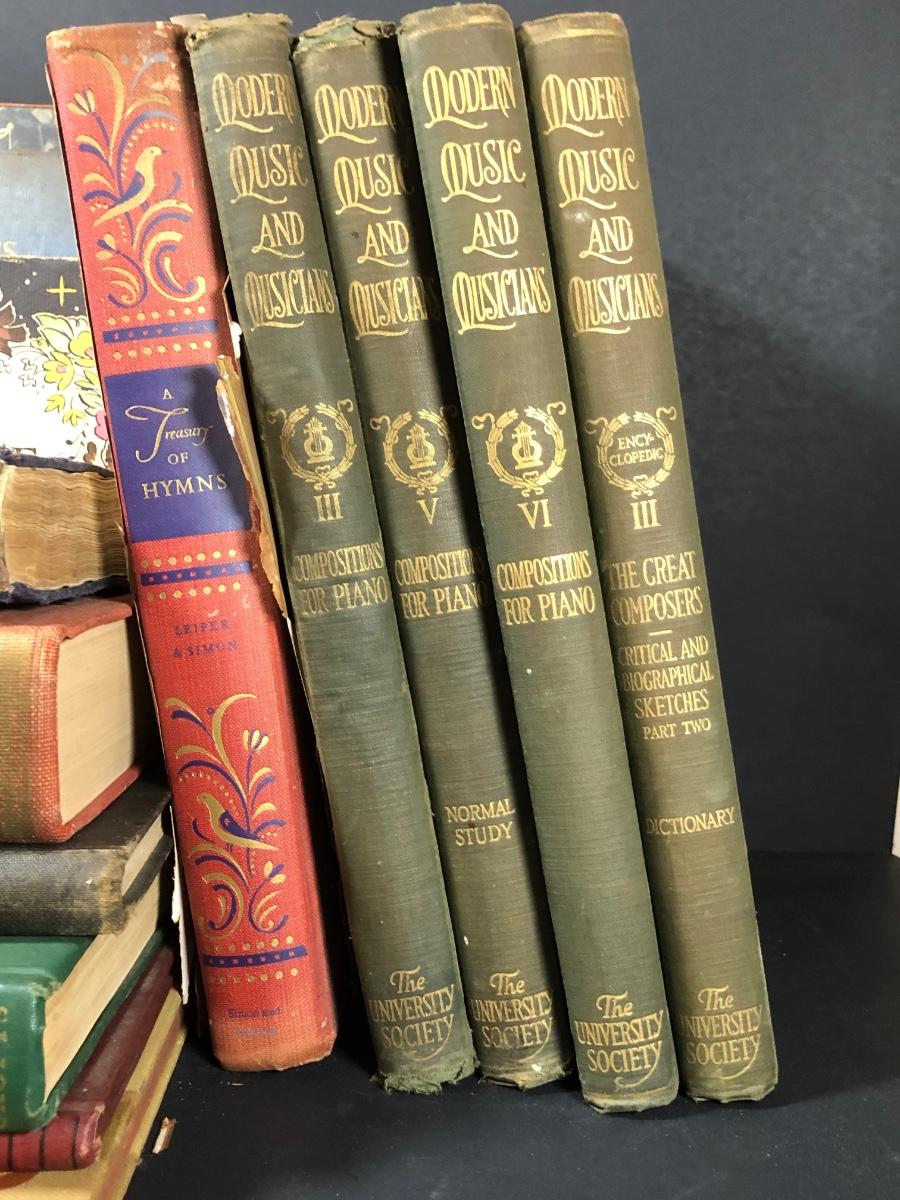 A
Treasury
OF
HYMNS
LEIPER
& SIMON
Simon and
MODERN
MUSIC
AND
MUSICIANS
III
COMPOSITIONS
FOR PIANO
The
UNIVERSITY
SOCIETY
MODERN
MUSIC
AND
MUSICIANS
V
COMPOSITIONS
FOR PIANO
NORMAL
STUDY
The
UNIVERSITY
SOCIETY
MODERN
MUSIC
AND
MUSICIANS
VI
COMPOSITIONS
FOR PIANO
The
UNIVERSITY
SOCIETY
MODERN
MUSIC
AND
MUSICIANS
ENCY-
CLOPEDIC
III
THE GREAT
COMPOSERS
CRITICAL AND
BIOGRAPHICAL
SKETCHES
PART TWO
DICTIONARY
The
UNIVERSITY
SOCIETY